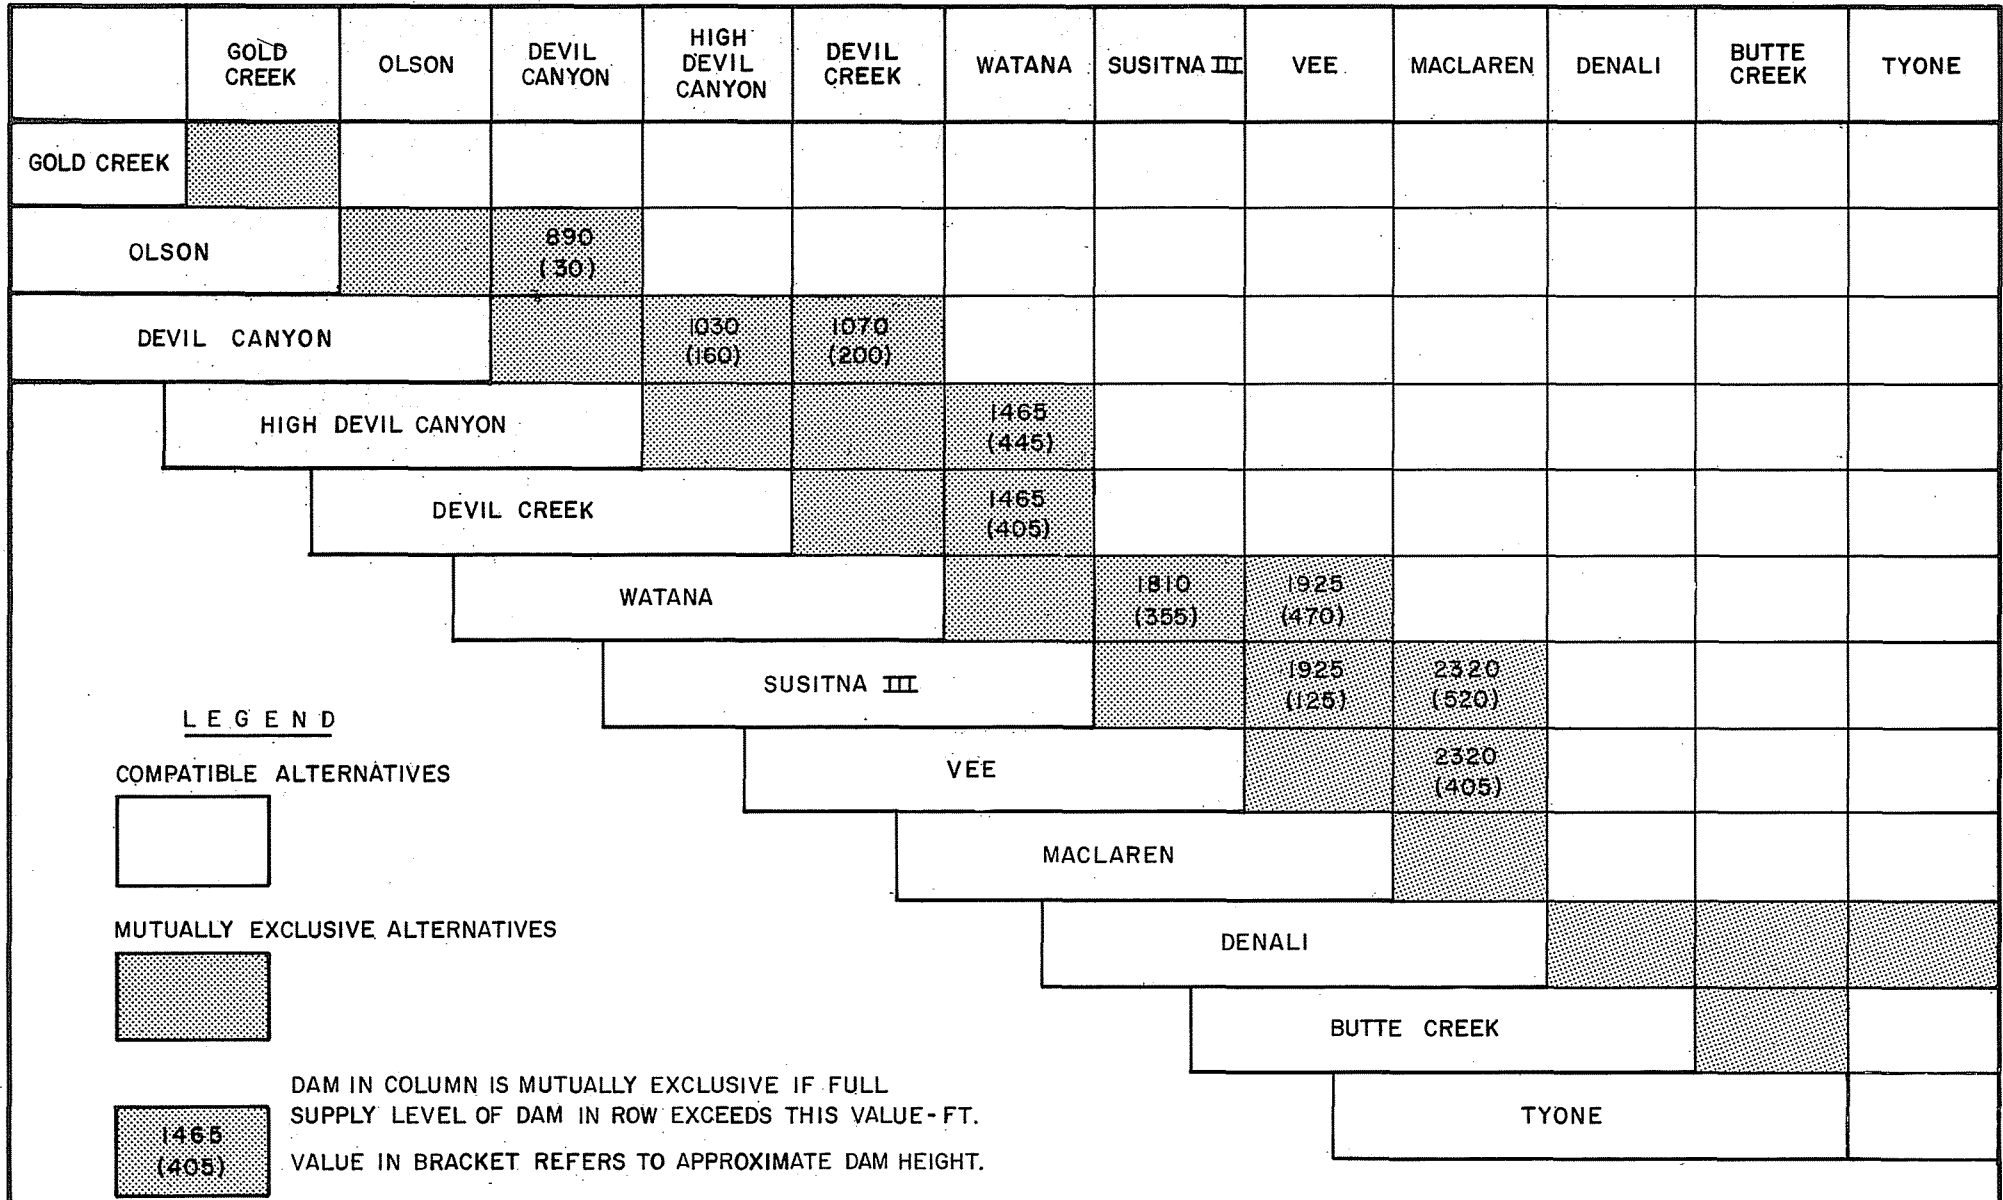 GOLD
CREEK
OLSON
DEVIL
CANYON
HIGH
DEVIL
CANYON
DEVIL
CREEK
WATANA
SUSITNA III
VEE
MACLAREN
DENALI
BUTTE
CREEK
TYONE
GOLD CREEK
OLSON
890
(30)
DEVIL CANYON
1030
(160)
1070
(200)
HIGH DEVIL CANYON
1465
(445)
DEVIL CREEK
1465
(405)
WATANA
1810
(355)
1925
(470)
SUSITNA III
1925
(125)
2320
(520)
VEE
2320
(405)
MACLAREN
DENALI
BUTTE CREEK
TYONE
LEGEND
COMPATIBLE ALTERNATIVES
MUTUALLY EXCLUSIVE ALTERNATIVES
1465
(405)
DAM IN COLUMN IS MUTUALLY EXCLUSIVE IF FULL
SUPPLY LEVEL OF DAM IN ROW EXCEEDS THIS VALUE-FT.
VALUE IN BRACKET REFERS TO APPROXIMATE DAM HEIGHT.